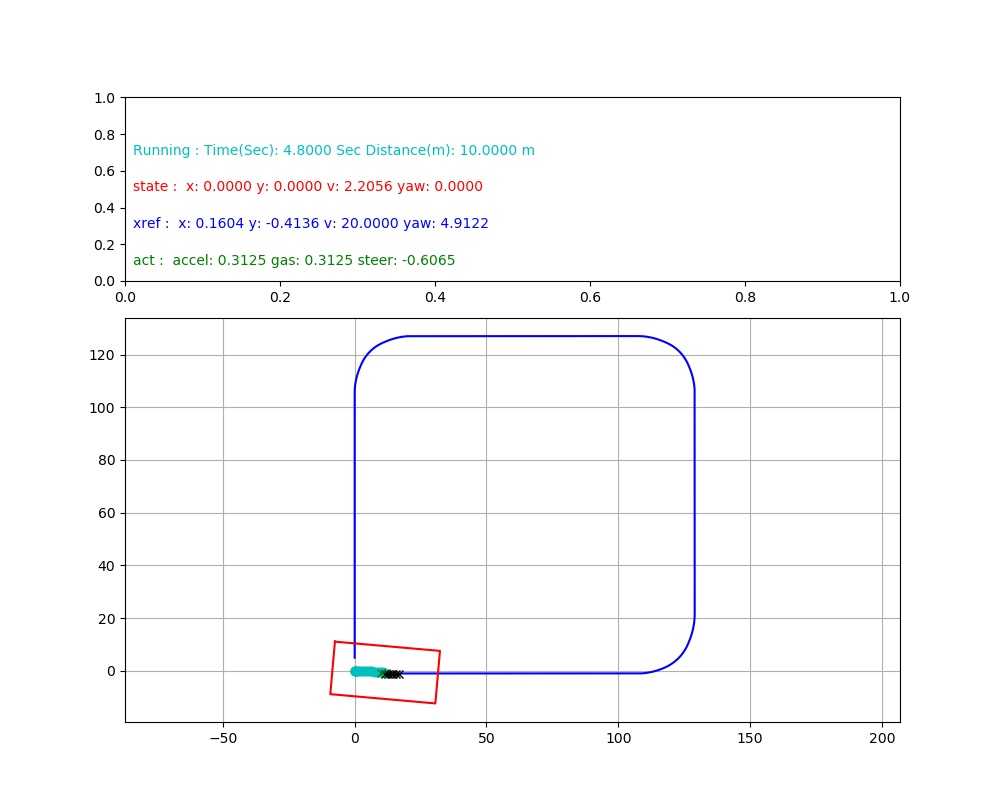 1.0
0.8
Running : Time(Sec): 4.8000 Sec Distance(m): 10.0000 m
0.6
state :  x: 0.0000 y: 0.0000 v: 2.2056 yaw: 0.0000
0.4
xref :  x: 0.1604 y: -0.4136 v: 20.0000 yaw: 4.9122
0.2
act :  accel: 0.3125 gas: 0.3125 steer: -0.6065
0.0
0.0 0.2 0.4 0.6 0.8 1.0
120
100
80
60
40
20
0
−50 0 50 100 150 200